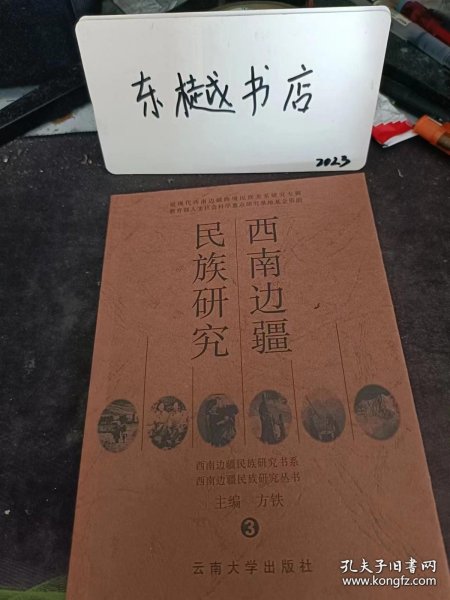 东樾书店
2023
西南边疆
民族研究
西南边疆民族研究书系
西南边疆民族研究丛书
主编 方铁
3
云南大学出版社
孔夫子旧书网
www.kongfz.com